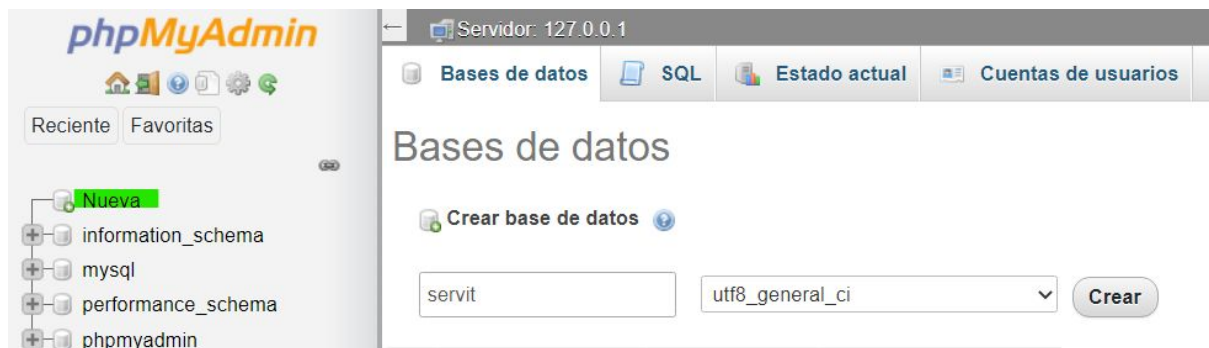 phpMyAdmin
Reciente Favoritas
Nueva
information_schema
mysql
performance_schema
phpmyadmin
Servidor: 127.0.0.1
Bases de datos SQL Estado actual Cuentas de usuarios
Bases de datos
Crear base de datos
servit utf8_general_ci Crear